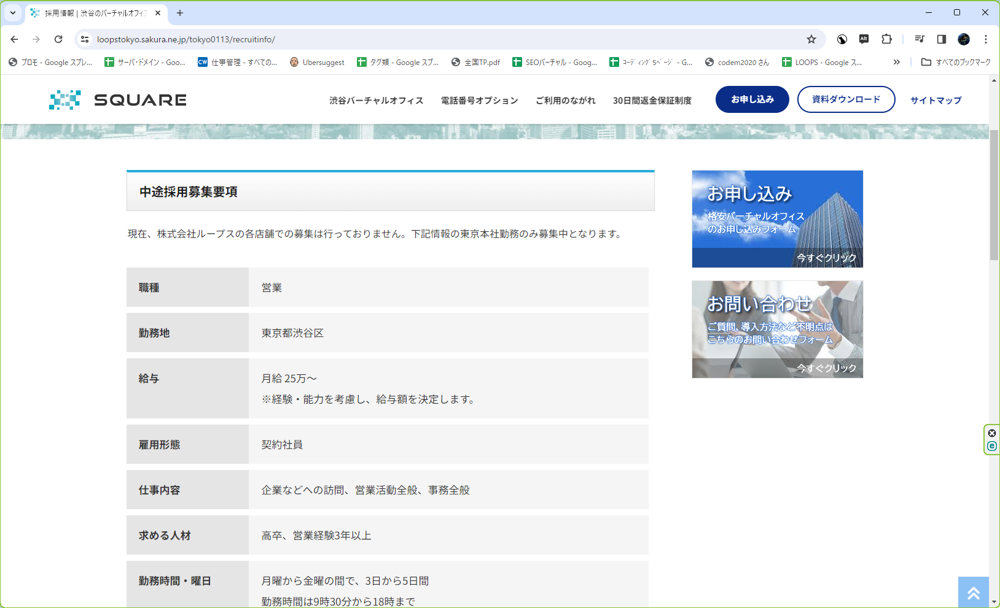 採用情報 | 渋谷のバーチャルオフィ
loopstokyo.sakura.ne.jp/tokyo0113/recruitinfo/
プロモ - Google スプレ...
サーバ・ドメイン - Goo...
CW 仕事管理 - すべての...
Ubersuggest
タグ類 - Google スプ...
全国TP.pdf
SEOバーチャル - Goog...
ｺｰﾃﾞｨﾝｸﾞ 5ﾍﾟｰｼﾞ - G...
codem2020 さん
LOOPS - Google ス...
すべてのブックマーク
SQUARE
渋谷バーチャルオフィス
電話番号オプション
ご利用のながれ
30日間返金保証制度
お申し込み
資料ダウンロード
サイトマップ
中途採用募集要項
現在、株式会社ループスの各店舗での募集は行っておりません。下記情報の東京本社勤務のみ募集中となります。
職種 営業
勤務地 東京都渋谷区
給与 月給 25万～
※経験・能力を考慮し、給与額を決定します。
雇用形態 契約社員
仕事内容 企業などへの訪問、営業活動全般、事務全般
求める人材 高卒、営業経験3年以上
勤務時間・曜日 月曜から金曜の間で、3日から5日間
勤務時間は9時30分から18時まで
お申し込み
格安バーチャルオフィス
のお申し込みフォーム
今すぐクリック
お問い合わせ
ご質問、導入方法など不明点は
こちらのお問い合わせフォーム
今すぐクリック